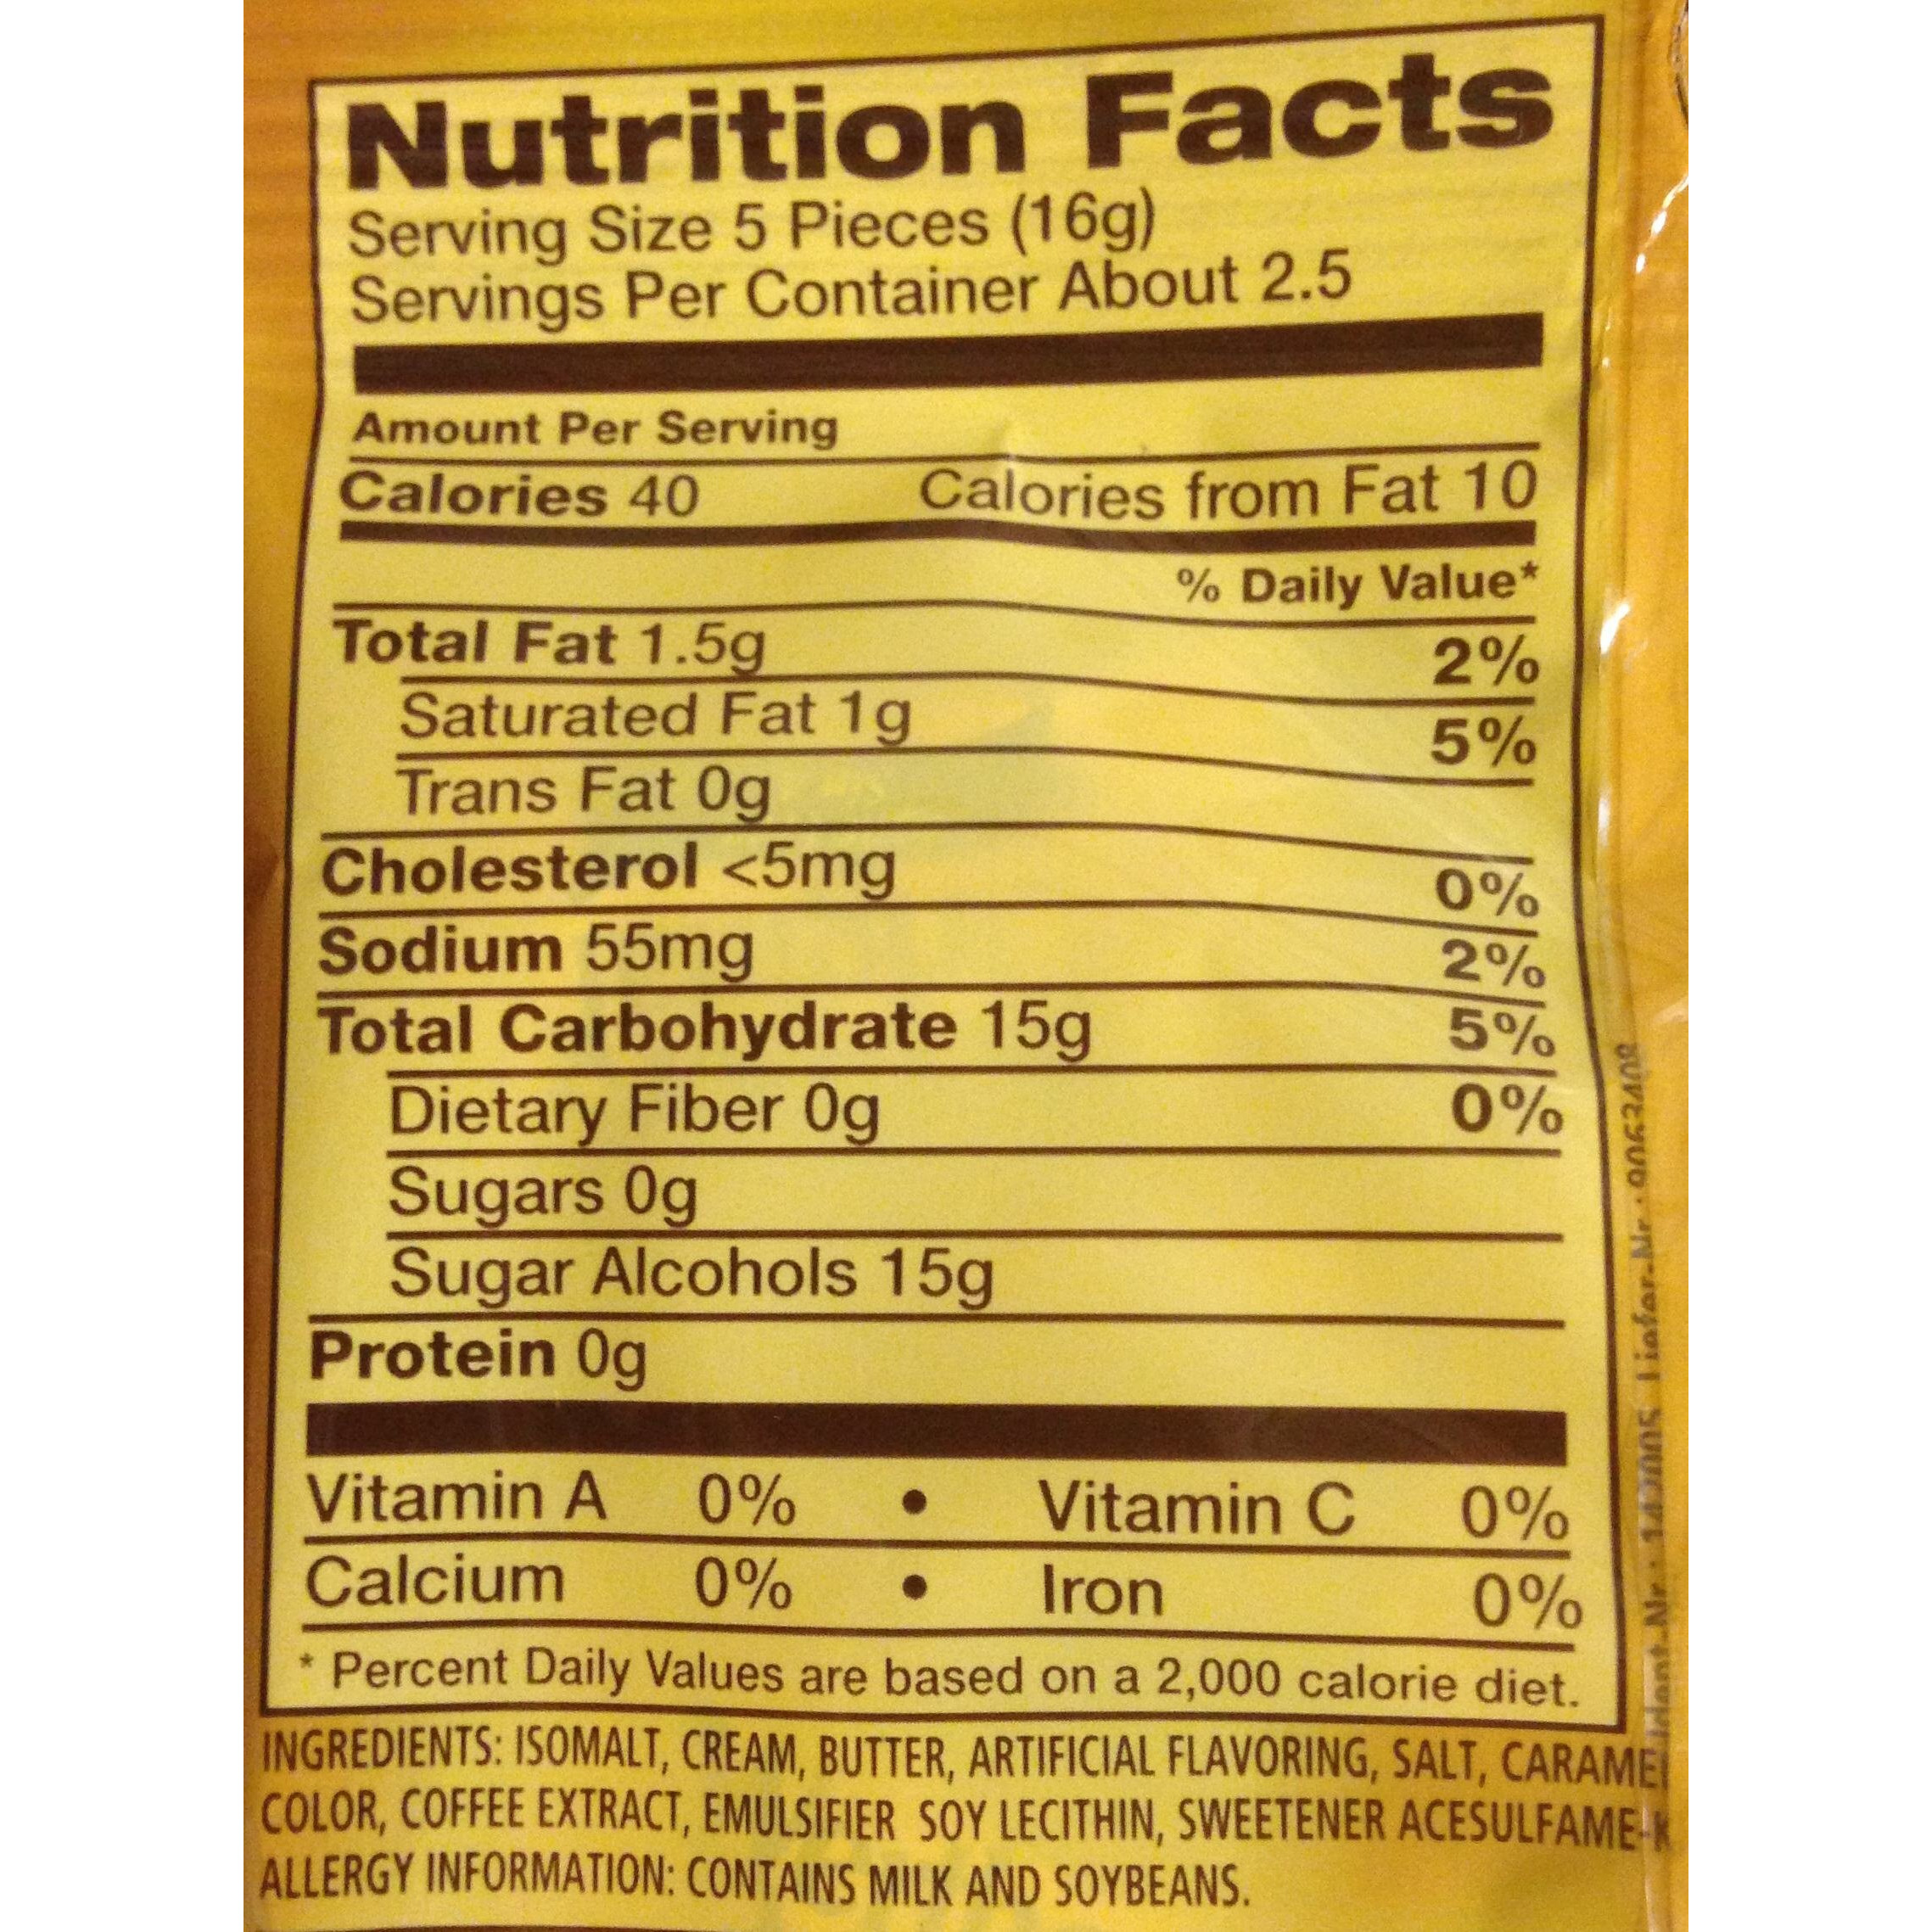 Nutrition Facts
Serving Size 5 Pieces (16g)
Servings Per Container About 2.5
Amount Per Serving
Calories 40 Calories from Fat 10
% Daily Value*
Total Fat 1.5g 2%
Saturated Fat 1g 5%
Trans Fat 0g
Cholesterol <5mg 0%
Sodium 55mg 2%
Total Carbohydrate 15g 5%
Dietary Fiber 0g 0%
Sugars 0g
Sugar Alcohols 15g
Protein 0g
Vitamin A 0% • Vitamin C 0%
Calcium 0% • Iron 0%
* Percent Daily Values are based on a 2,000 calorie diet.
INGREDIENTS: ISOMALT, CREAM, BUTTER, ARTIFICIAL FLAVORING, SALT, CARAMEL
COLOR, COFFEE EXTRACT, EMULSIFIER SOY LECITHIN, SWEETENER ACESULFAME-K
ALLERGY INFORMATION: CONTAINS MILK AND SOYBEANS.